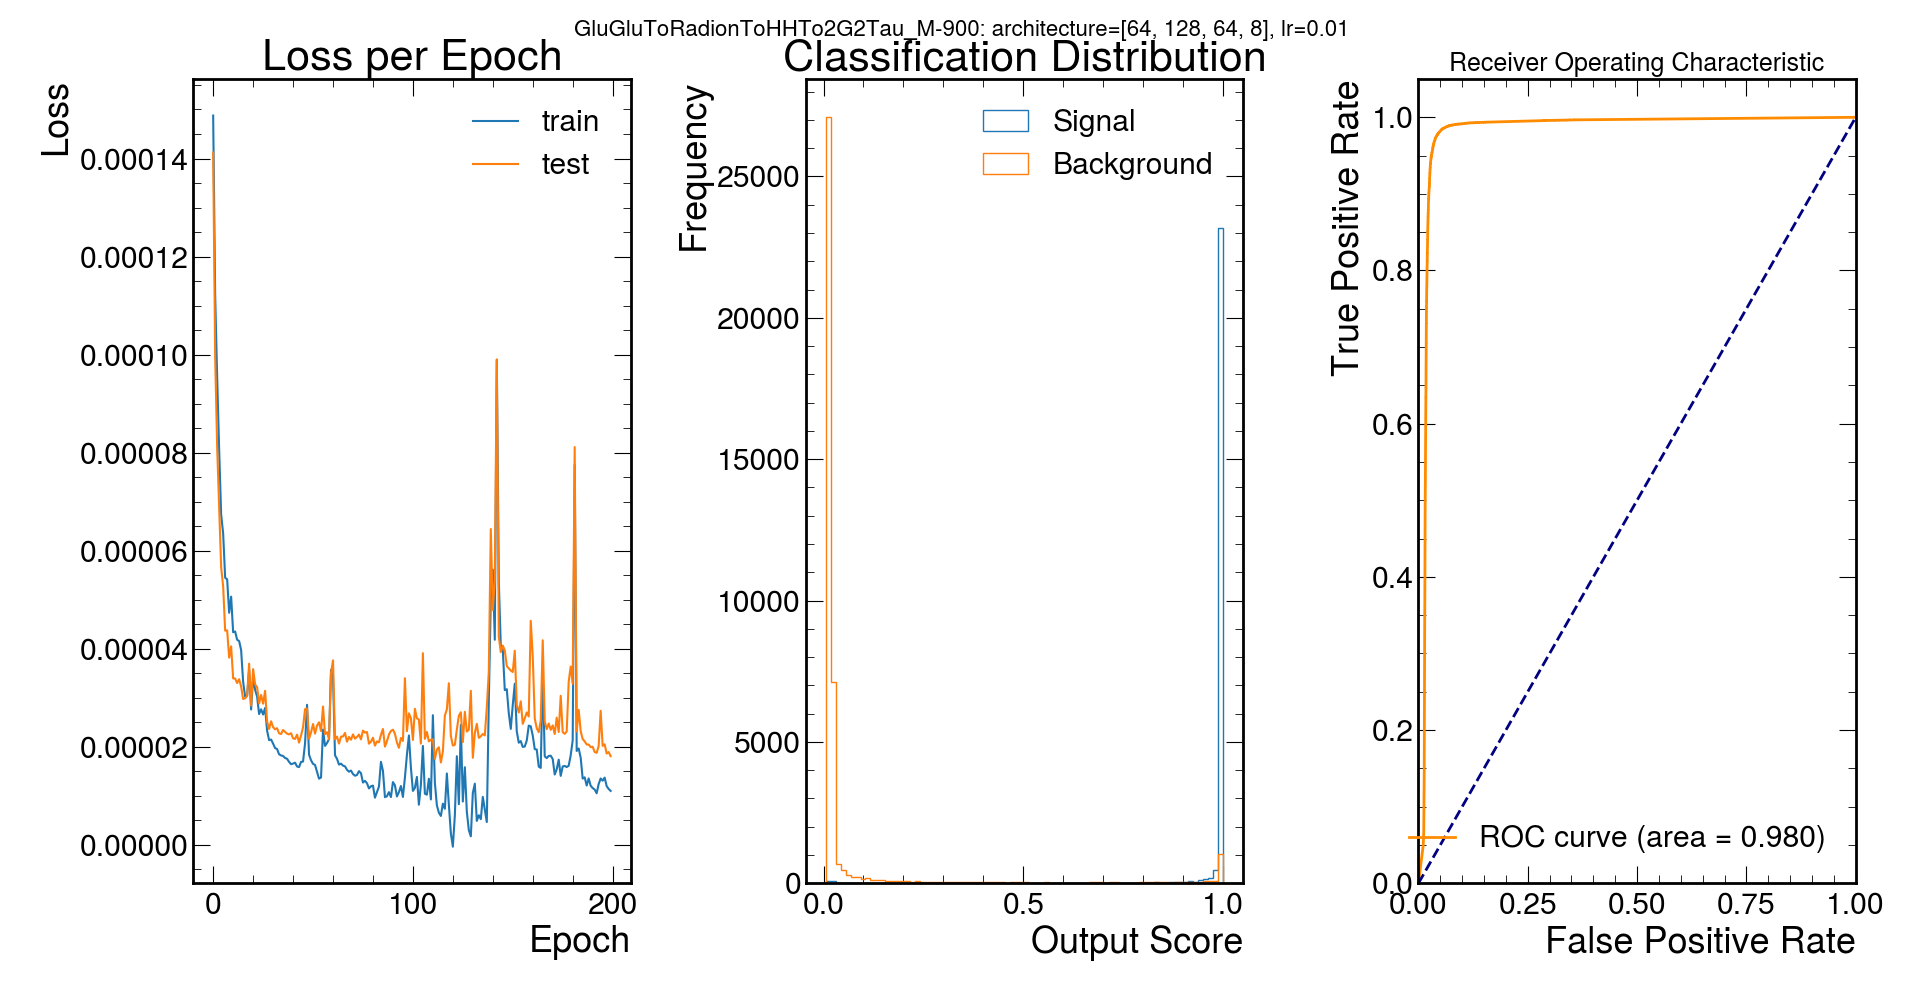 GluGluToRadionToHHTo2G2Tau_M-900: architecture=[64, 128, 64, 8], lr=0.01
Loss per Epoch
Loss
0.00014
0.00012
0.00010
0.00008
0.00006
0.00004
0.00002
0.00000
train
test
0 100 200
Epoch
Classification Distribution
Frequency
25000
20000
15000
10000
5000
0
Signal
Background
0.0 0.5 1.0
Output Score
Receiver Operating Characteristic
True Positive Rate
1.0
0.8
0.6
0.4
0.2
0.0
ROC curve (area = 0.980)
0.00 0.25 0.50 0.75 1.00
False Positive Rate